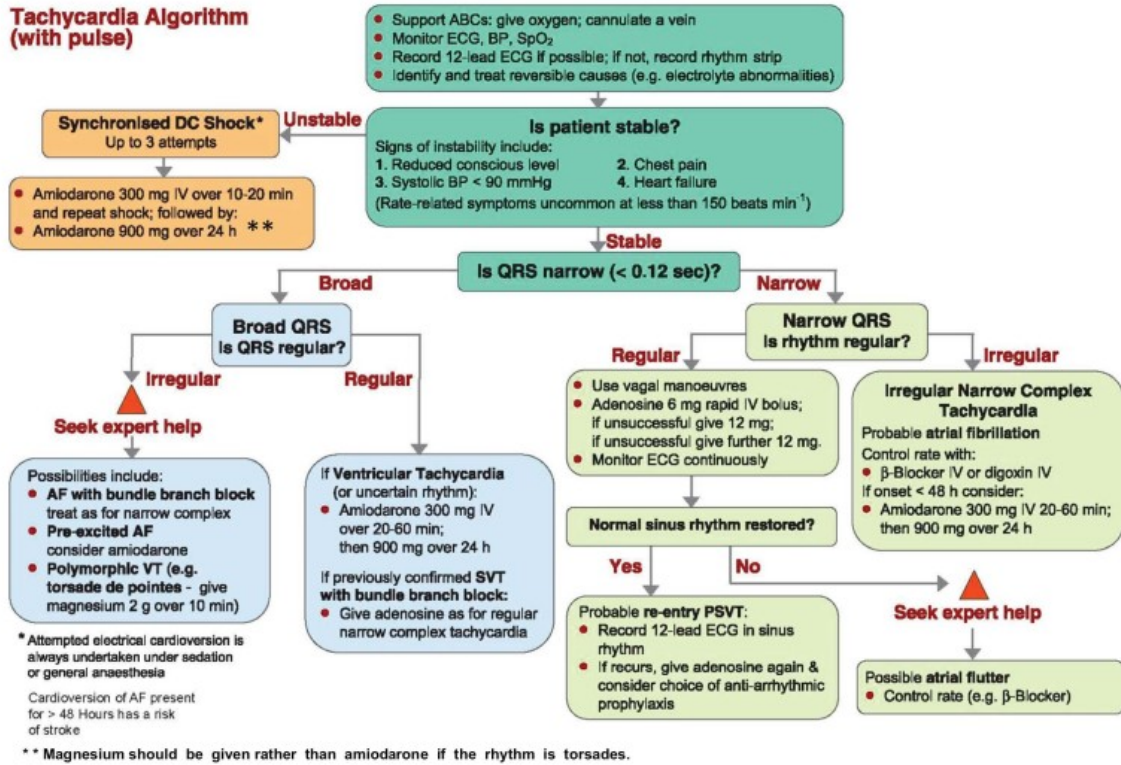 Tachycardia Algorithm
(with pulse)
● Support ABCs: give oxygen; cannulate a vein
● Monitor ECG, BP, SpO₂
● Record 12-lead ECG if possible; if not, record rhythm strip
● Identify and treat reversible causes (e.g. electrolyte abnormalities)
Is patient stable?
Signs of instability include:
1. Reduced conscious level 2. Chest pain
3. Systolic BP < 90 mmHg 4. Heart failure
(Rate-related symptoms uncommon at less than 150 beats min⁻¹)
Unstable
Synchronised DC Shock*
Up to 3 attempts
● Amiodarone 300 mg IV over 10-20 min
and repeat shock; followed by:
● Amiodarone 900 mg over 24 h **
Stable
Is QRS narrow (< 0.12 sec)?
Broad
Narrow
Broad QRS
Is QRS regular?
Irregular
Regular
Seek expert help
Possibilities include:
● AF with bundle branch block
treat as for narrow complex
● Pre-excited AF
consider amiodarone
● Polymorphic VT (e.g.
torsade de pointes - give
magnesium 2 g over 10 min)
If Ventricular Tachycardia
(or uncertain rhythm):
● Amiodarone 300 mg IV
over 20-60 min;
then 900 mg over 24 h
If previously confirmed SVT
with bundle branch block:
● Give adenosine as for regular
narrow complex tachycardia
Narrow QRS
Is rhythm regular?
Regular
Irregular
● Use vagal manoeuvres
● Adenosine 6 mg rapid IV bolus;
if unsuccessful give 12 mg;
if unsuccessful give further 12 mg.
● Monitor ECG continuously
Irregular Narrow Complex
Tachycardia
Probable atrial fibrillation
Control rate with:
● β-Blocker IV or digoxin IV
If onset < 48 h consider:
● Amiodarone 300 mg IV 20-60 min;
then 900 mg over 24 h
Normal sinus rhythm restored?
Yes
No
Seek expert help
Probable re-entry PSVT:
● Record 12-lead ECG in sinus
rhythm
● If recurs, give adenosine again &
consider choice of anti-arrhythmic
prophylaxis
Possible atrial flutter
● Control rate (e.g. β-Blocker)
* Attempted electrical cardioversion is
always undertaken under sedation
or general anaesthesia
Cardioversion of AF present
for > 48 Hours has a risk
of stroke
** Magnesium should be given rather than amiodarone if the rhythm is torsades.